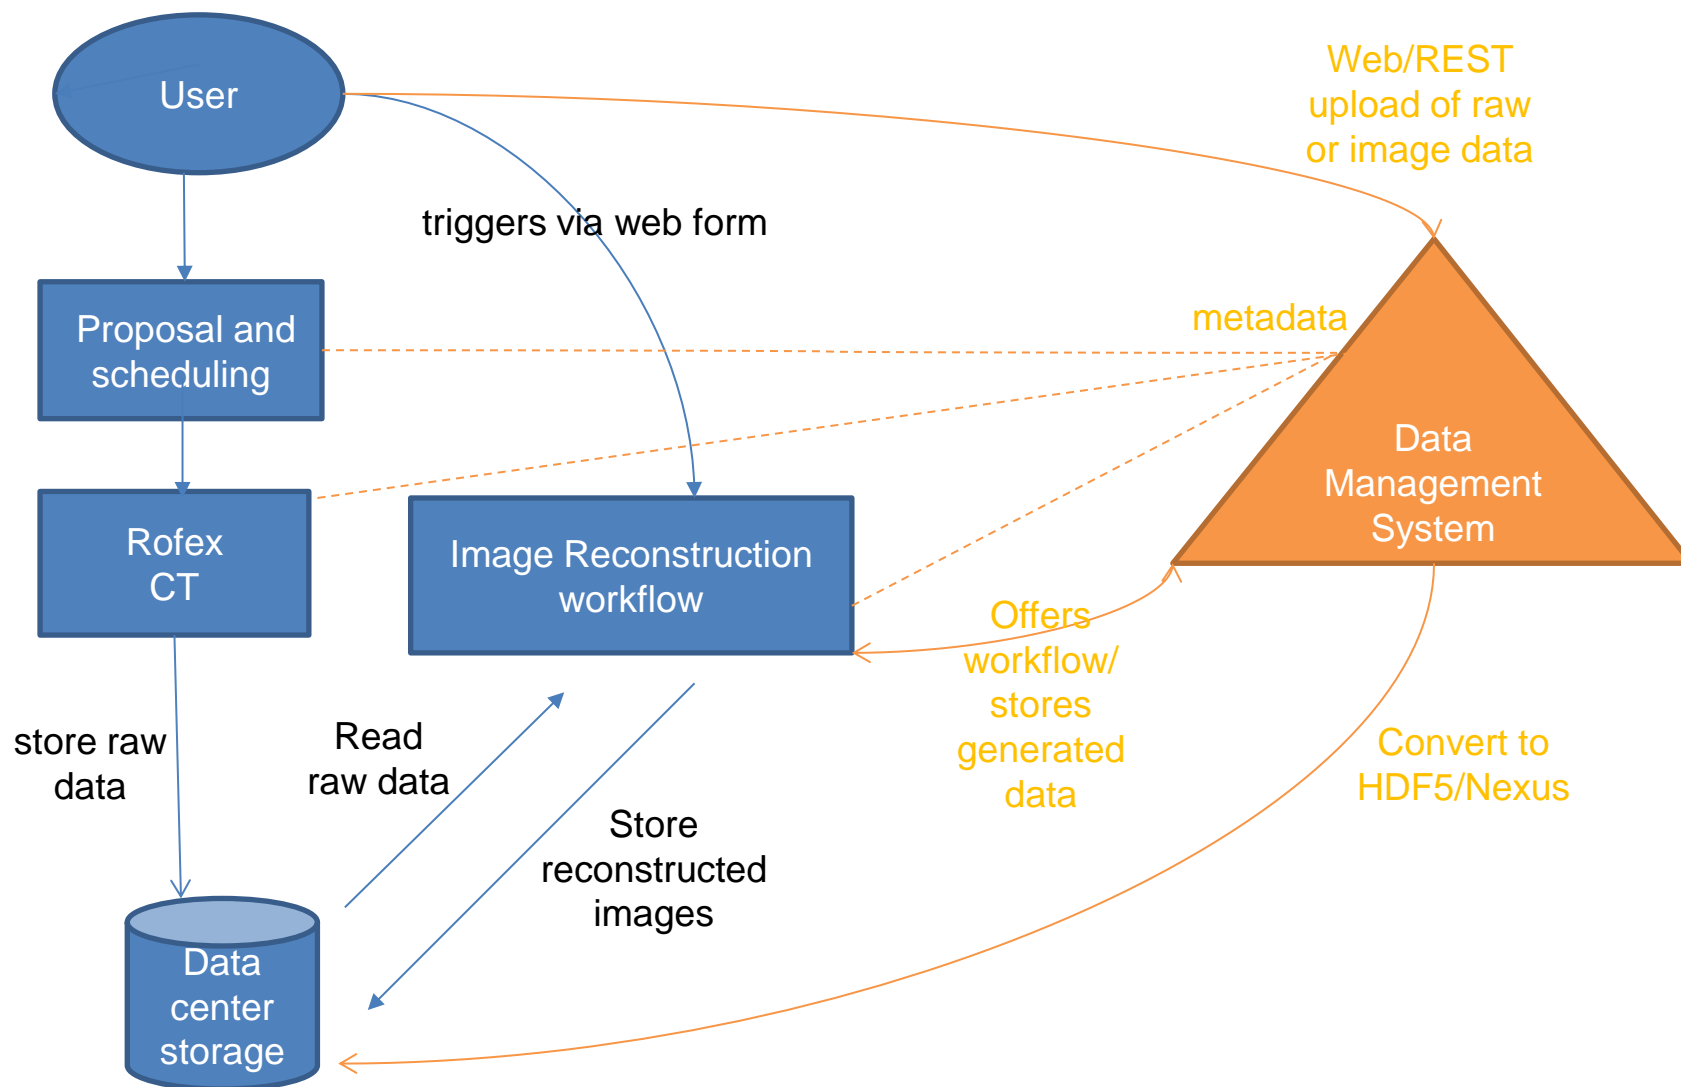 User
Web/REST
upload of raw
or image data
triggers via web form
Proposal and
scheduling
metadata
Data
Management
System
Rofex
CT
Image Reconstruction
workflow
Offers
workflow/
stores
generated
data
store raw
data
Read
raw data
Convert to
HDF5/Nexus
Store
reconstructed
images
Data
center
storage